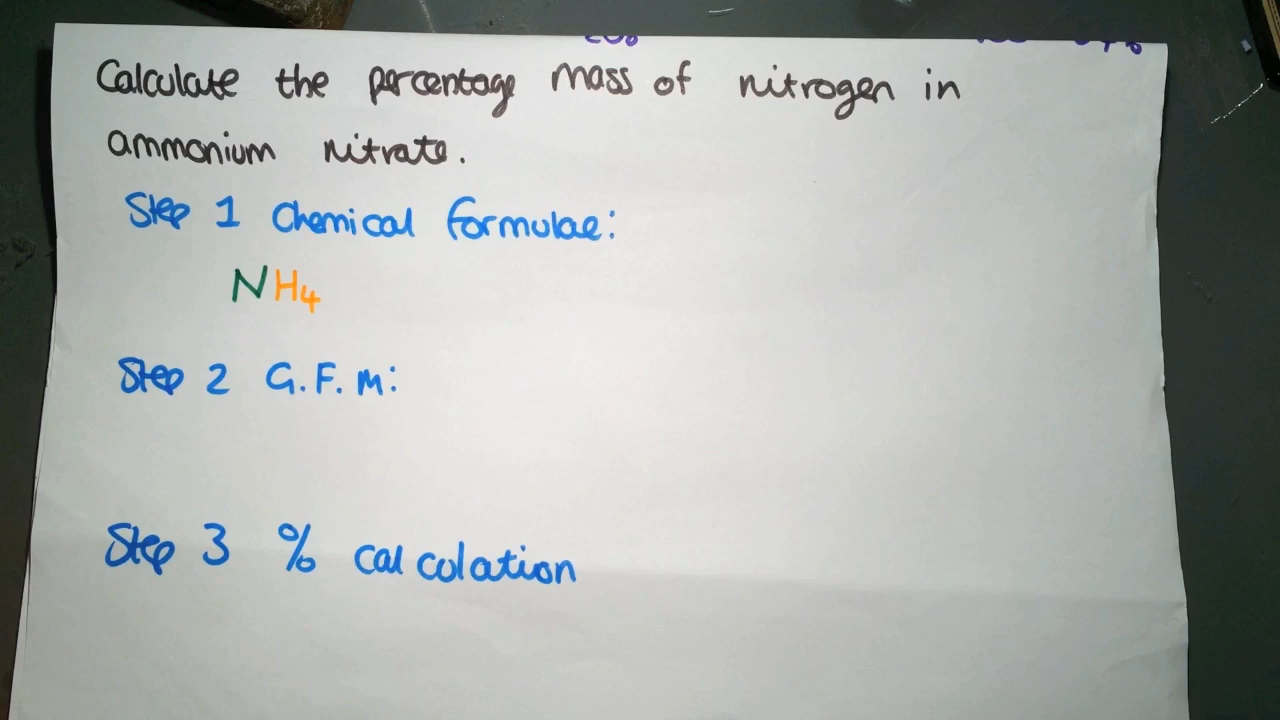 Calculate the percentage mass of nitrogen in
ammonium nitrate.
Step 1 Chemical formulae:
NH4
Step 2 G.F.M:
Step 3 % calculation